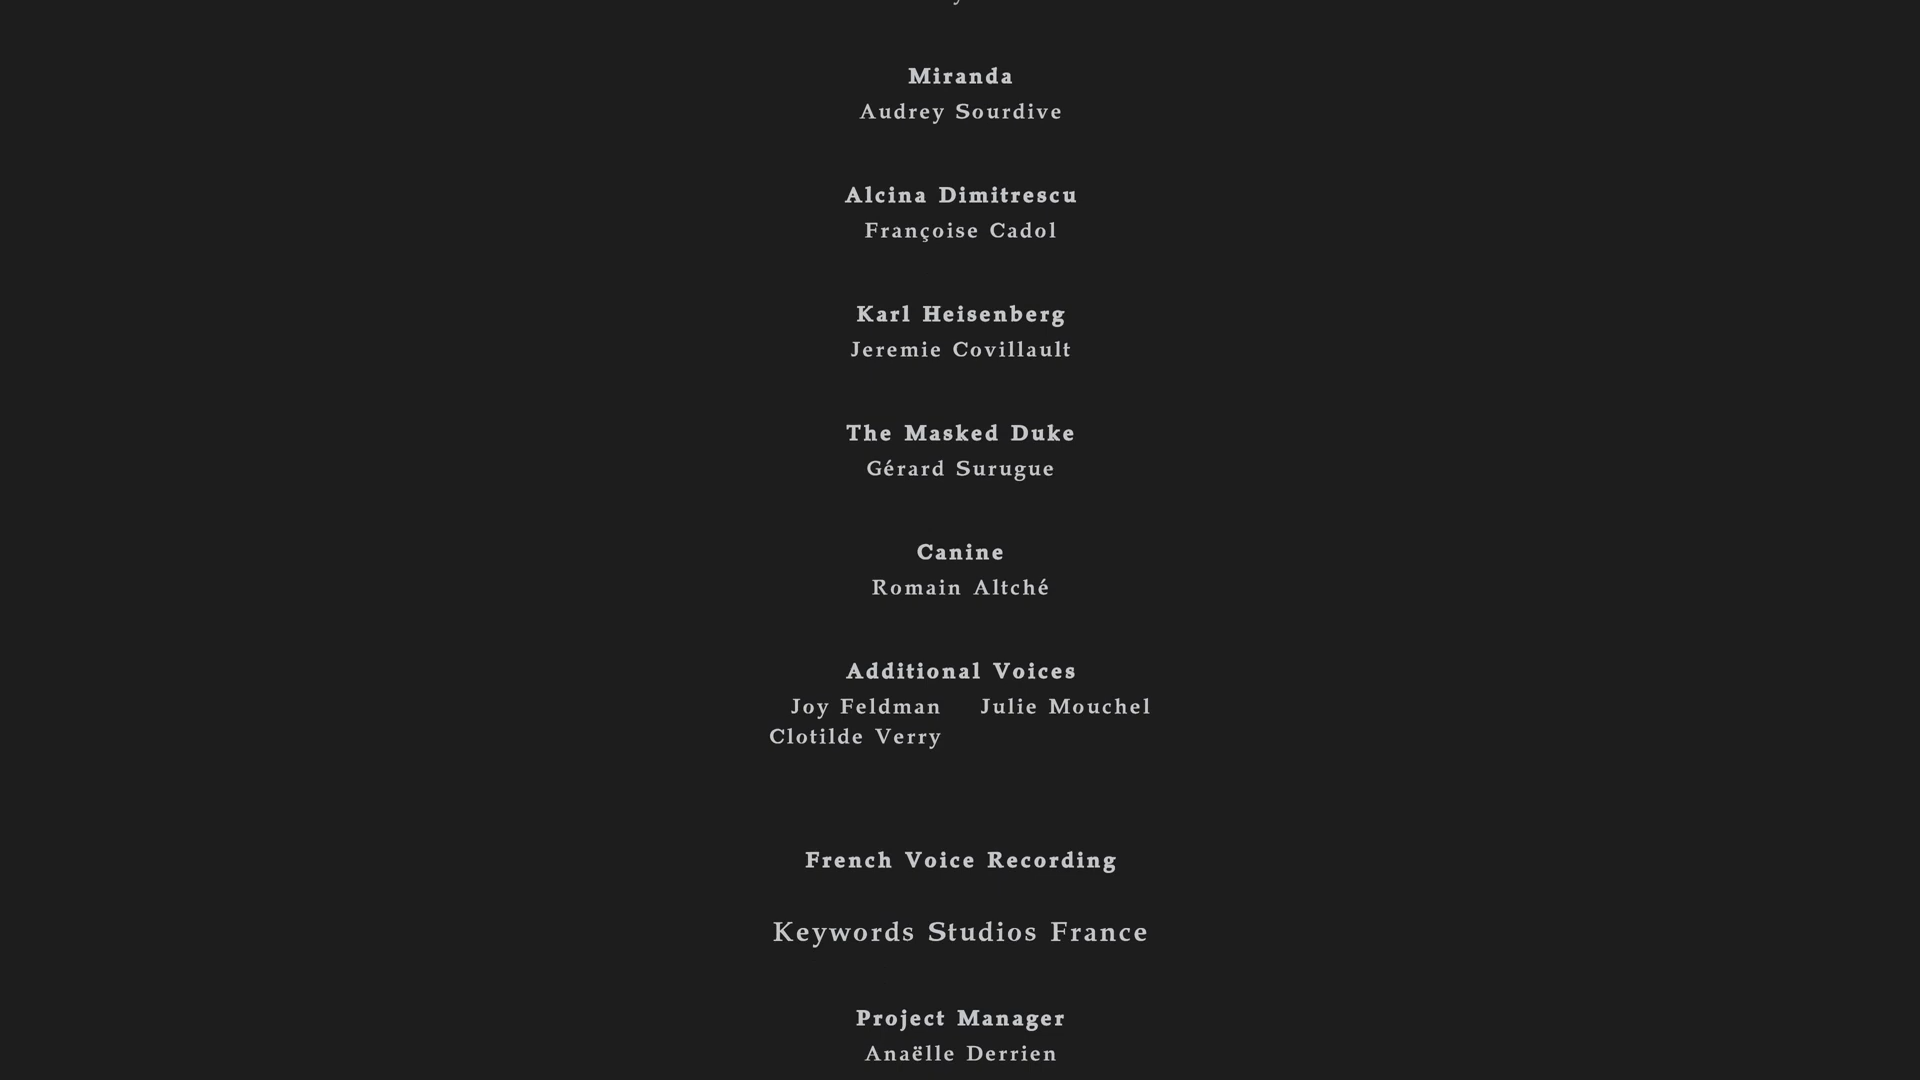 Miranda
Audrey Sourdive
Alcina Dimitrescu
Françoise Cadol
Karl Heisenberg
Jeremie Covillault
The Masked Duke
Gérard Surugue
Canine
Romain Altché
Additional Voices
Joy Feldman Julie Mouchel
Clotilde Verry
French Voice Recording
Keywords Studios France
Project Manager
Anaëlle Derrien